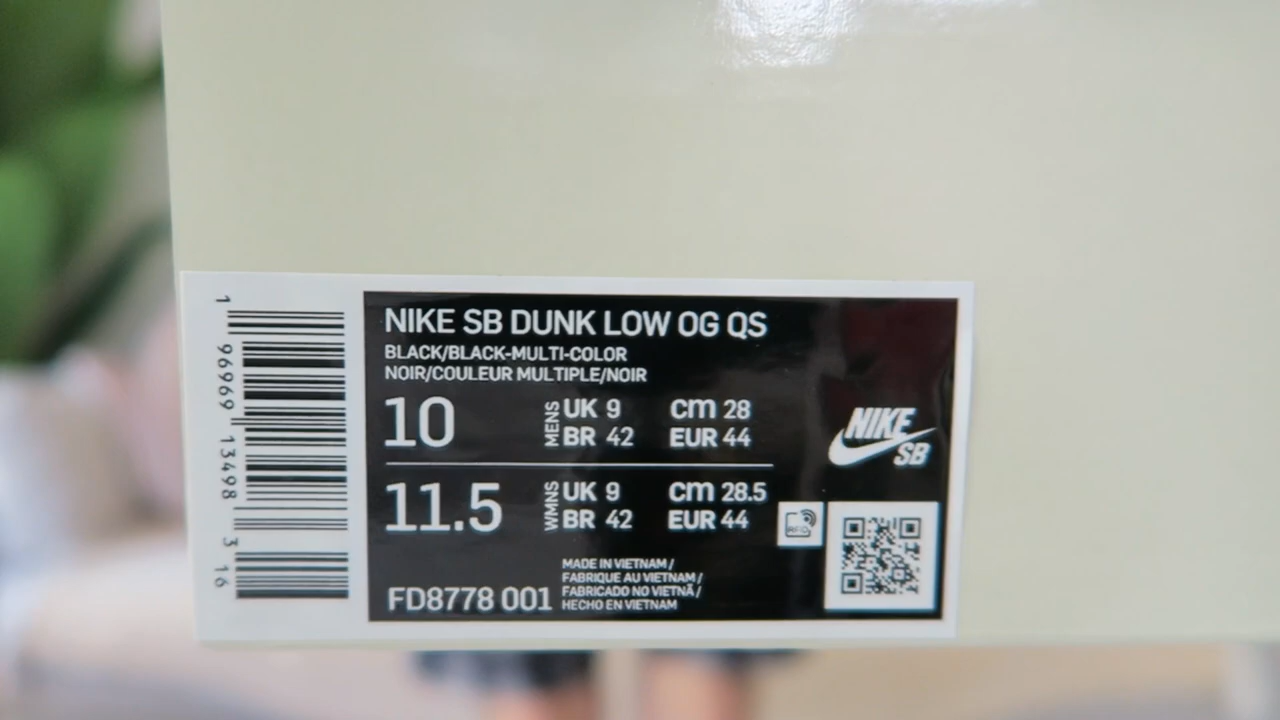 1 96969 13498 3 16
NIKE SB DUNK LOW OG QS
BLACK/BLACK-MULTI-COLOR
NOIR/COULEUR MULTIPLE/NOIR
10 MENS UK 9 cm 28
BR 42 EUR 44
11.5 WMNS UK 9 cm 28.5
BR 42 EUR 44
NIKE
SB
RFID
FD8778 001
MADE IN VIETNAM /
FABRIQUE AU VIETNAM /
FABRICADO NO VIETNÃ /
HECHO EN VIETNAM